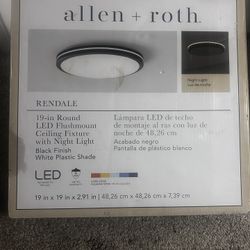 allen + roth.
Night Light
Luz de noche
RENDALE
19-in Round
LED Flushmount
Ceiling Fixture
with Night Light
Black Finish
White Plastic Shade
Lámpara LED de techo
de montaje al ras con luz de
noche de 48,26 cm
Acabado negro
Pantalla de plástico blanco
LED
19 in x 19 in x 2.91 in | 48,26 cm x 48,26 cm x 7,39 cm